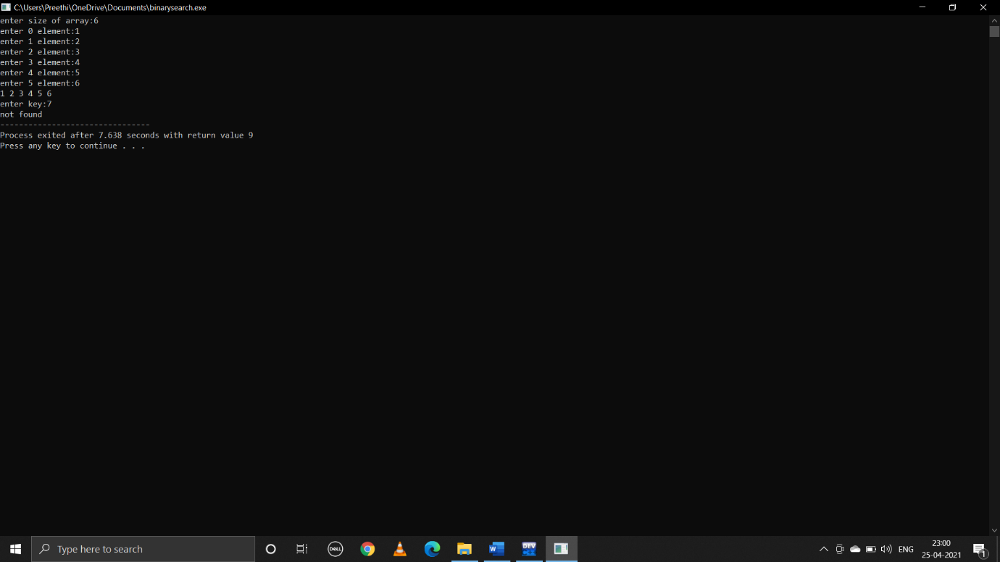 C:\Users\Preethi\OneDrive\Documents\binarysearch.exe
enter size of array:6
enter 0 element:1
enter 1 element:2
enter 2 element:3
enter 3 element:4
enter 4 element:5
enter 5 element:6
1 2 3 4 5 6
enter key:7
not found
--------------------------------
Process exited after 7.638 seconds with return value 9
Press any key to continue . . .
Type here to search
DELL
W
DEV
C++
ENG
23:00
25-04-2021
1